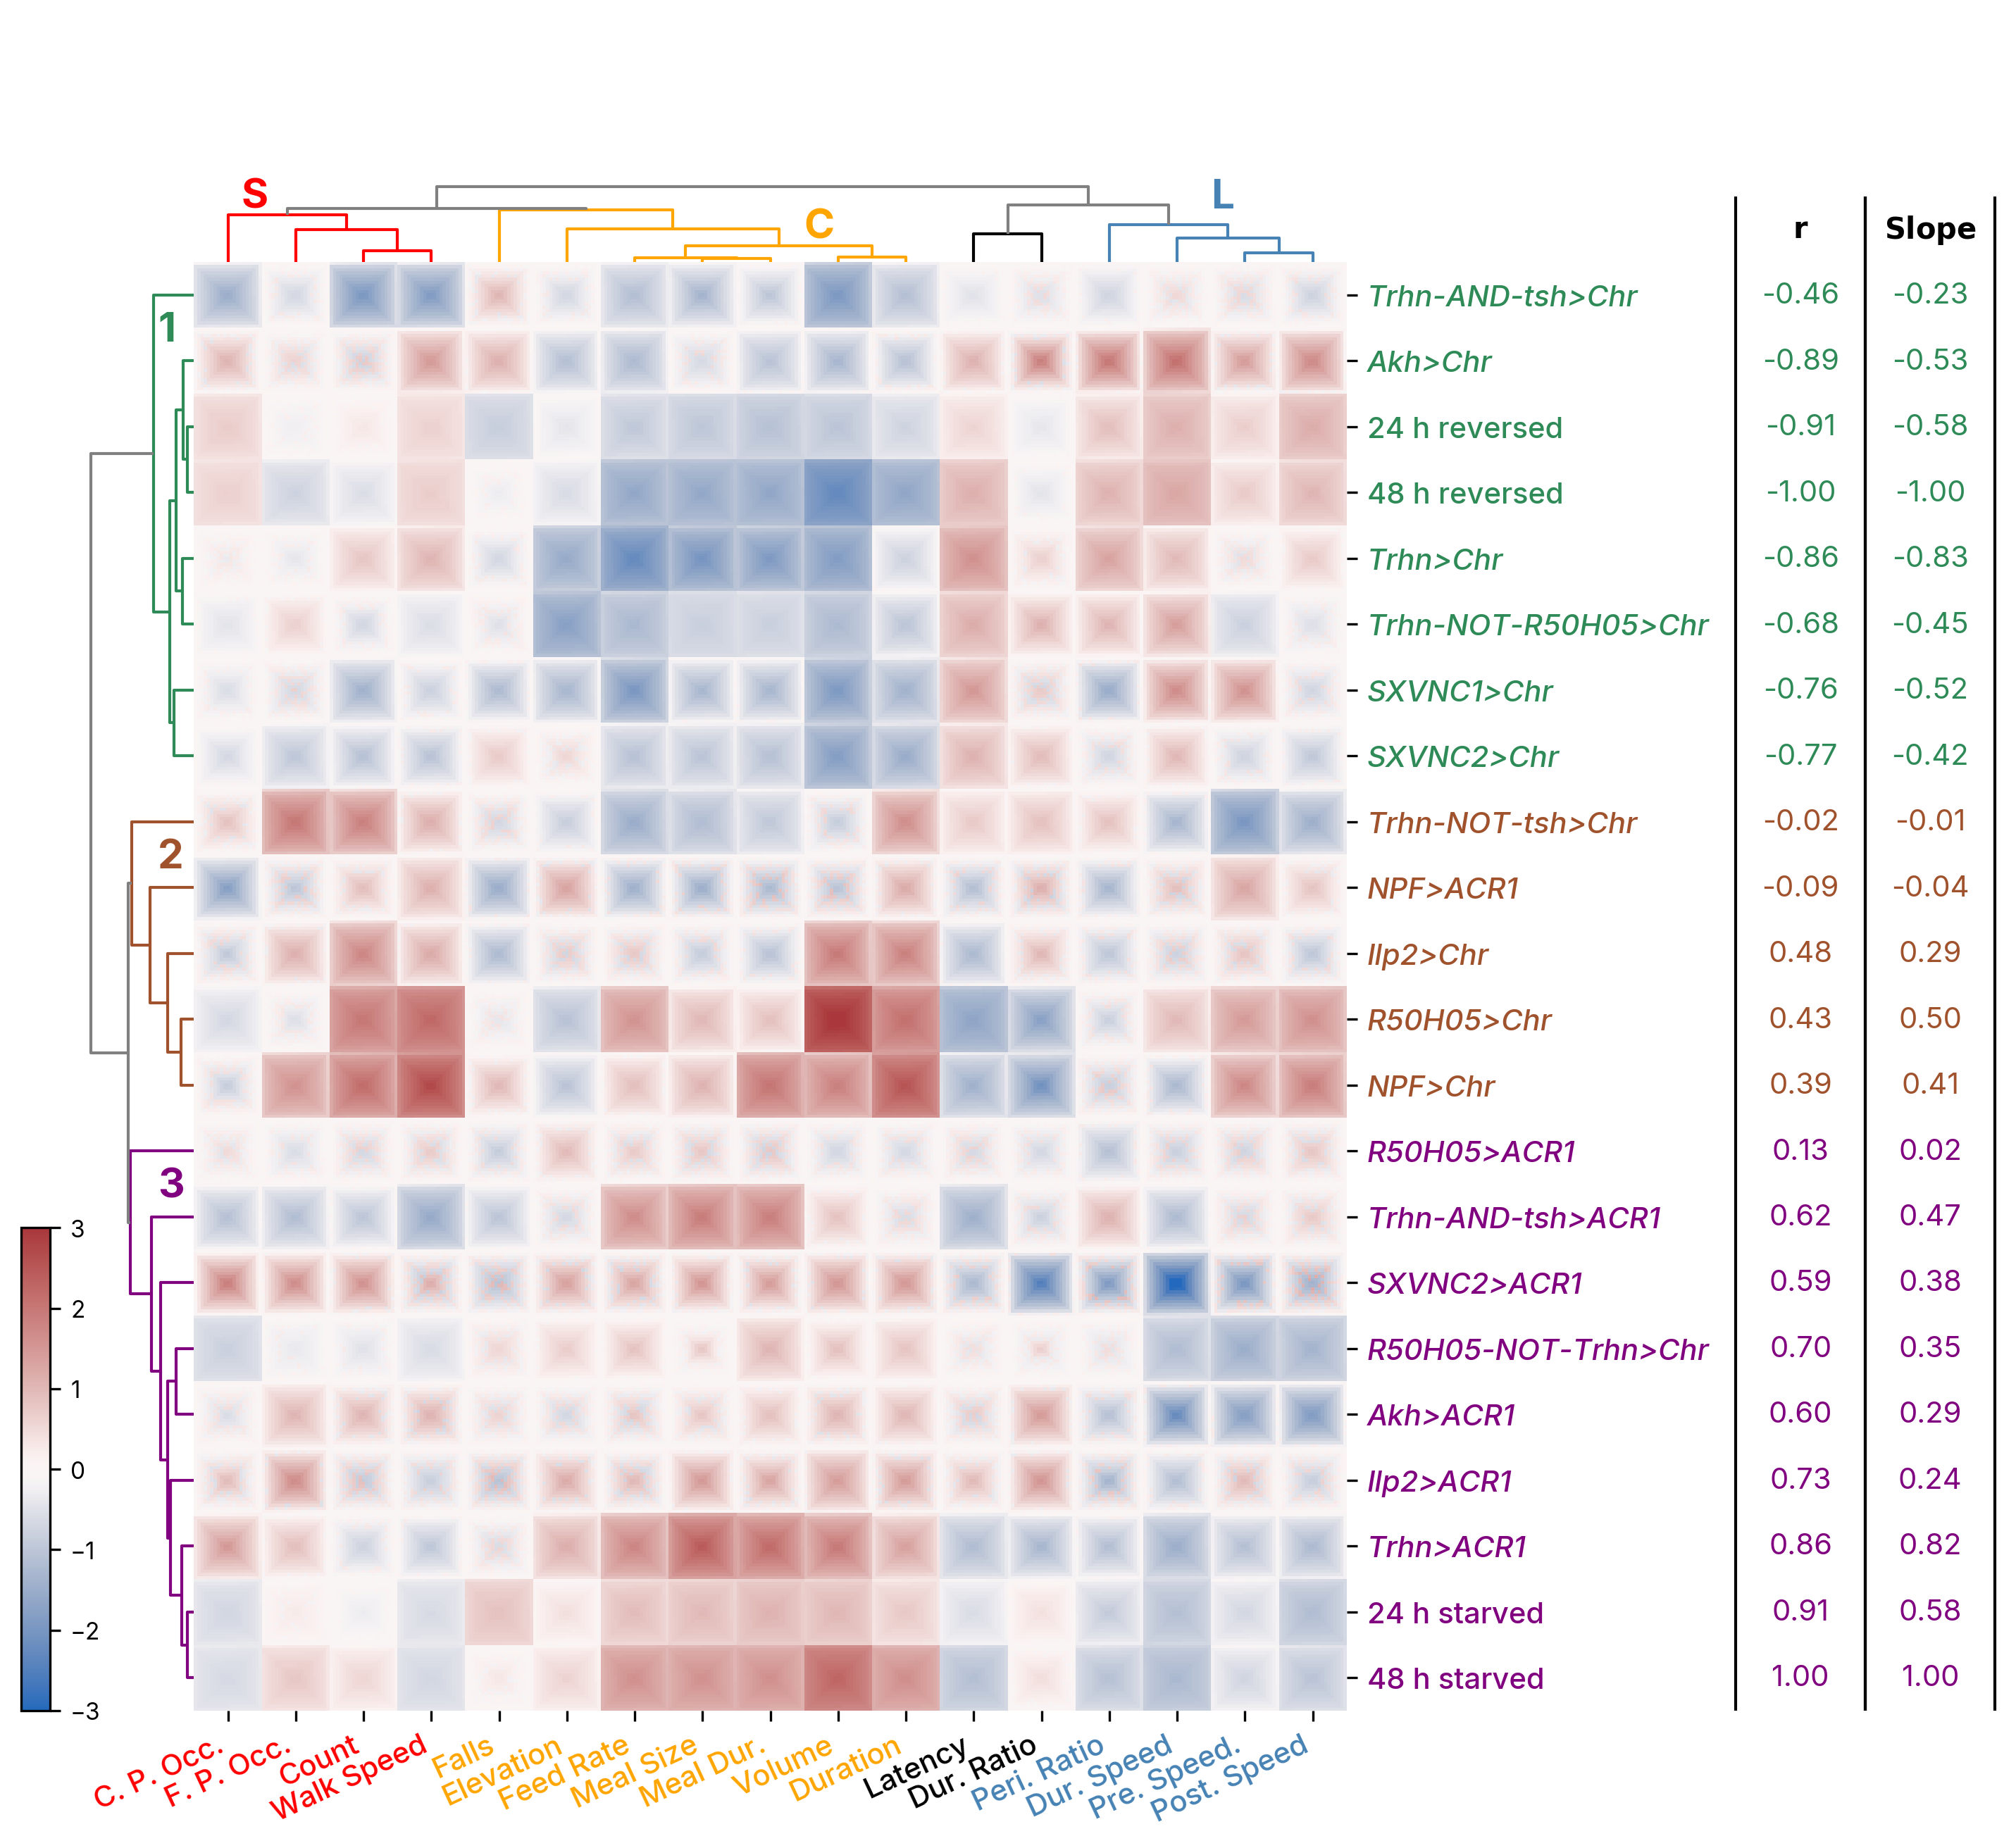 S
C
L
r
Slope
1
Trhn-AND-tsh>Chr
-0.46
-0.23
Akh>Chr
-0.89
-0.53
24 h reversed
-0.91
-0.58
48 h reversed
-1.00
-1.00
Trhn>Chr
-0.86
-0.83
Trhn-NOT-R50H05>Chr
-0.68
-0.45
SXVNC1>Chr
-0.76
-0.52
SXVNC2>Chr
-0.77
-0.42
2
Trhn-NOT-tsh>Chr
-0.02
-0.01
NPF>ACR1
-0.09
-0.04
Ilp2>Chr
0.48
0.29
R50H05>Chr
0.43
0.50
NPF>Chr
0.39
0.41
3
R50H05>ACR1
0.13
0.02
Trhn-AND-tsh>ACR1
0.62
0.47
SXVNC2>ACR1
0.59
0.38
R50H05-NOT-Trhn>Chr
0.70
0.35
Akh>ACR1
0.60
0.29
Ilp2>ACR1
0.73
0.24
Trhn>ACR1
0.86
0.82
24 h starved
0.91
0.58
48 h starved
1.00
1.00
3
2
1
0
−1
−2
−3
C. P. Occ.
F. P. Occ.
Count
Walk Speed
Falls
Elevation
Feed Rate
Meal Size
Meal Dur.
Volume
Duration
Latency
Dur. Ratio
Peri. Ratio
Dur. Speed
Pre. Speed.
Post. Speed